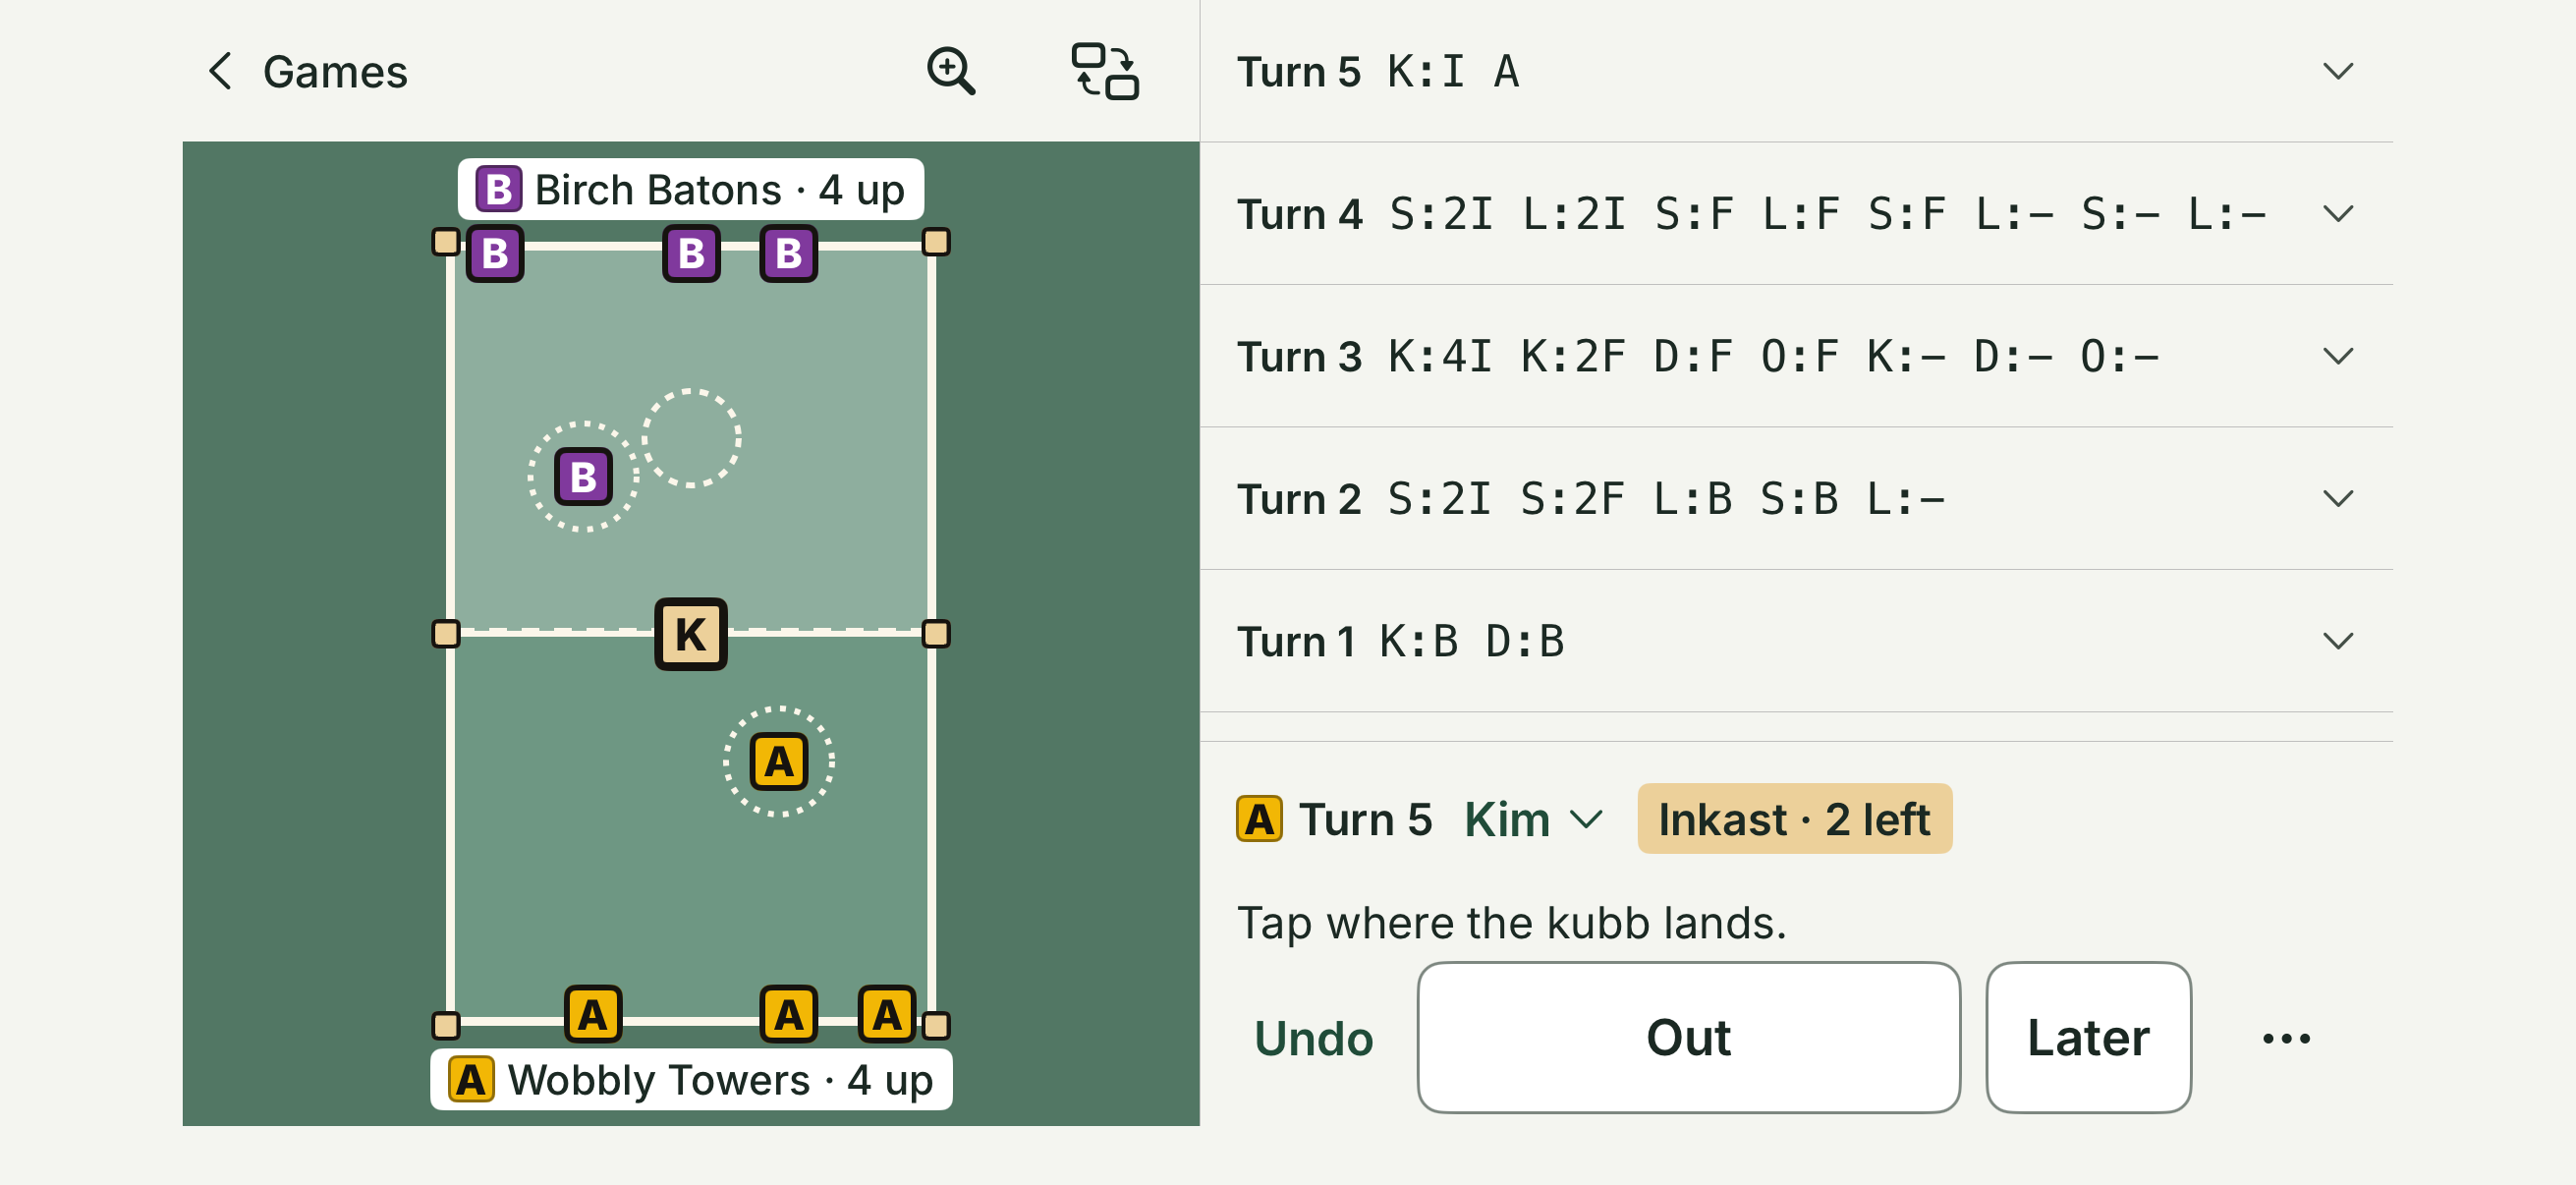 Games
B Birch Batons · 4 up
B B B
B
K
A
A A A
A Wobbly Towers · 4 up
Turn 5 K:I A
Turn 4 S:2I L:2I S:F L:F S:F L:– S:– L:–
Turn 3 K:4I K:2F D:F O:F K:– D:– O:–
Turn 2 S:2I S:2F L:B S:B L:–
Turn 1 K:B D:B
A Turn 5 Kim Inkast · 2 left
Tap where the kubb lands.
Undo Out Later ...